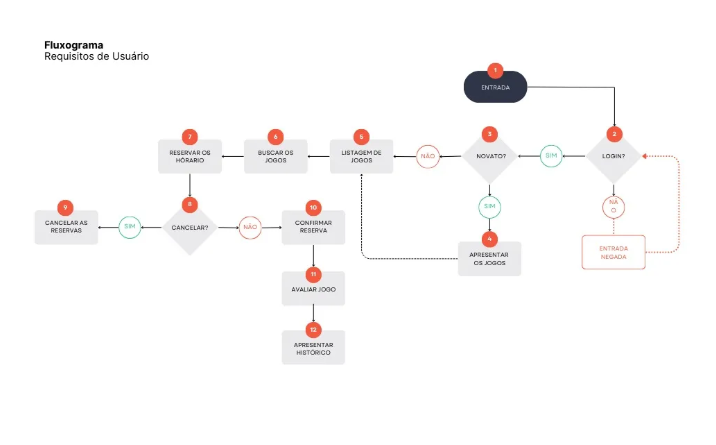 Fluxograma
Requisitos de Usuário
1
ENTRADA
2
LOGIN?
SIM
NÃ
O
ENTRADA
NEGADA
3
NOVATO?
NÃO
SIM
4
APRESENTAR
OS JOGOS
5
LISTAGEM DE
JOGOS
6
BUSCAR OS
JOGOS
7
RESERVAR OS
HÓRARIO
8
CANCELAR?
SIM
NÃO
9
CANCELAR AS
RESERVAS
10
CONFIRMAR
RESERVA
11
AVALIAR JOGO
12
APRESENTAR
HISTÓRICO